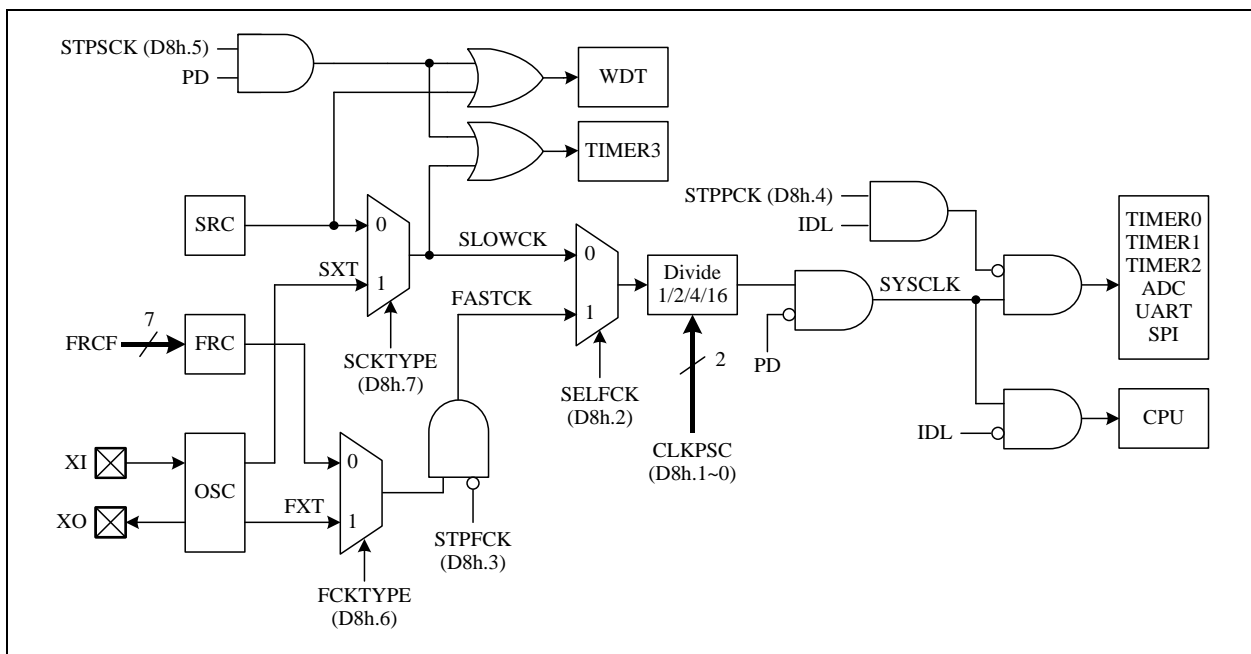 STPSCK (D8h.5)
PD
WDT
TIMER3
STPPCK (D8h.4)
IDL
SRC
0
SXT
1
SLOWCK
FASTCK
0
1
Divide
1/2/4/16
SYSCLK
TIMER0
TIMER1
TIMER2
ADC
UART
SPI
7
FRCF
FRC
SCKTYPE
(D8h.7)
SELFCK
(D8h.2)
2
PD
CLKPSC
(D8h.1~0)
IDL
CPU
XI
XO
OSC
0
FXT
1
STPFCK
(D8h.3)
FCKTYPE
(D8h.6)